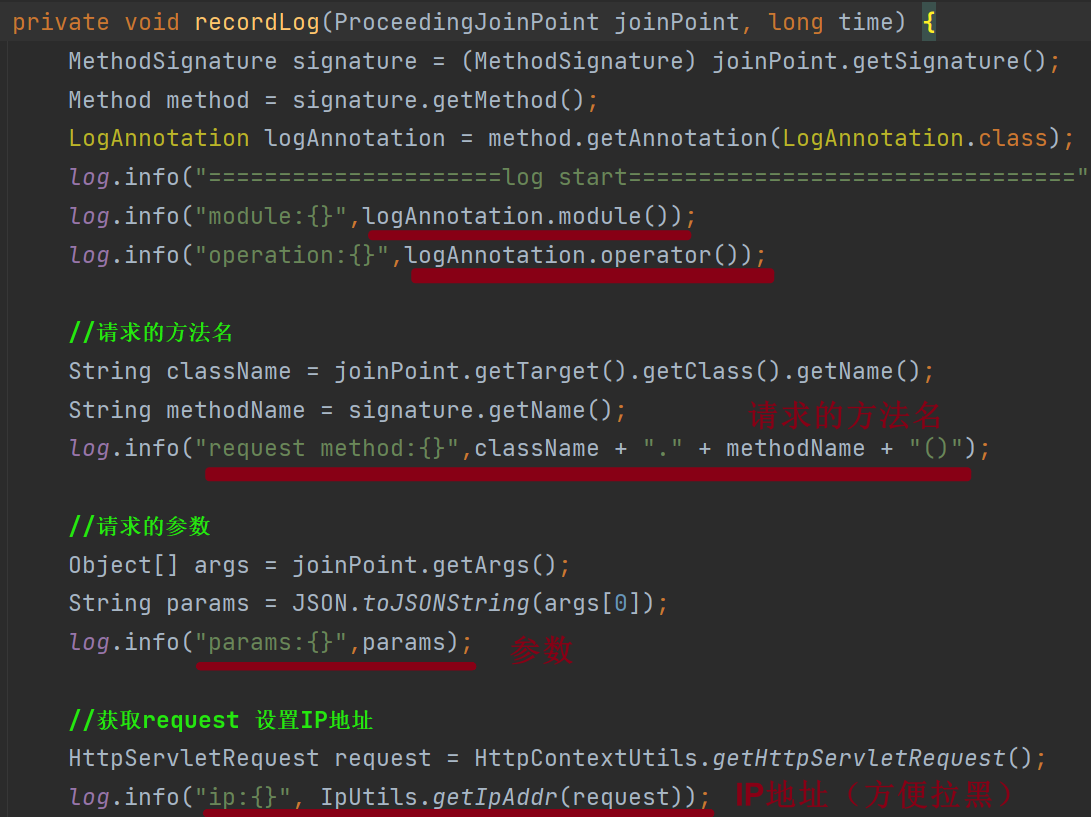 private void recordLog(ProceedingJoinPoint joinPoint, long time) {
MethodSignature signature = (MethodSignature) joinPoint.getSignature();
Method method = signature.getMethod();
LogAnnotation logAnnotation = method.getAnnotation(LogAnnotation.class);
log.info("=====================log start================================"
log.info("module:{}",logAnnotation.module());
log.info("operation:{}",logAnnotation.operator());
//请求的方法名
String className = joinPoint.getTarget().getClass().getName();
String methodName = signature.getName();
请求的方法名
log.info("request method:{}",className + "." + methodName + "()");
//请求的参数
Object[] args = joinPoint.getArgs();
String params = JSON.toJSONString(args[0]);
log.info("params:{}",params); 参数
//获取request 设置IP地址
HttpServletRequest request = HttpContextUtils.getHttpServletRequest();
log.info("ip:{}", IpUtils.getIpAddr(request)); IP地址（方便拉黑）